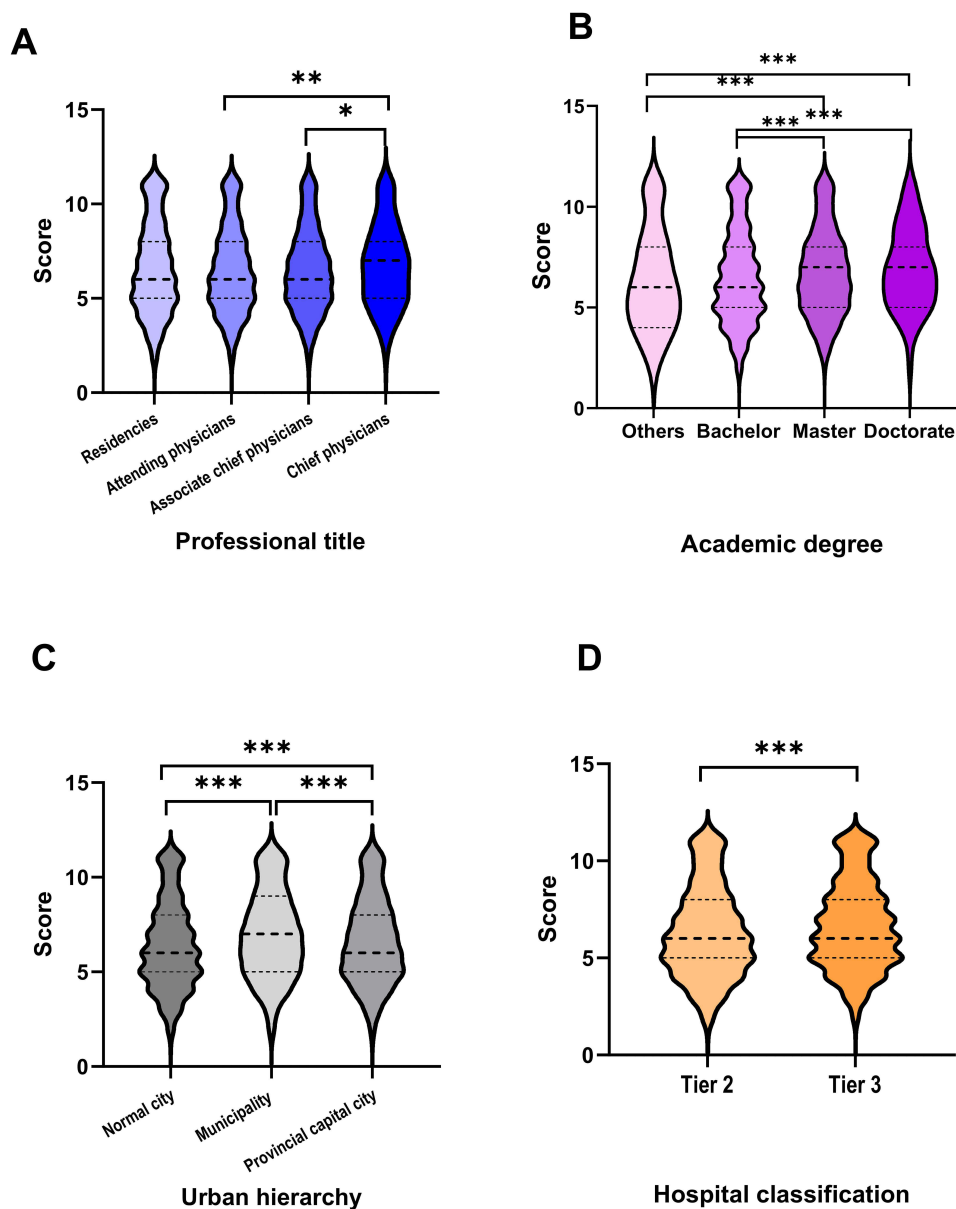 A
**
*
15
10
5
0
Score
Residencies
Attending physicians
Associate chief physicians
Chief physicians
Professional title
B
***
***
***
***
15
10
5
0
Score
Others Bachelor Master Doctorate
Academic degree
C
***
*** ***
15
10
5
0
Score
Normal city
Municipality
Provincial capital city
Urban hierarchy
D
***
15
10
5
0
Score
Tier 2 Tier 3
Hospital classification